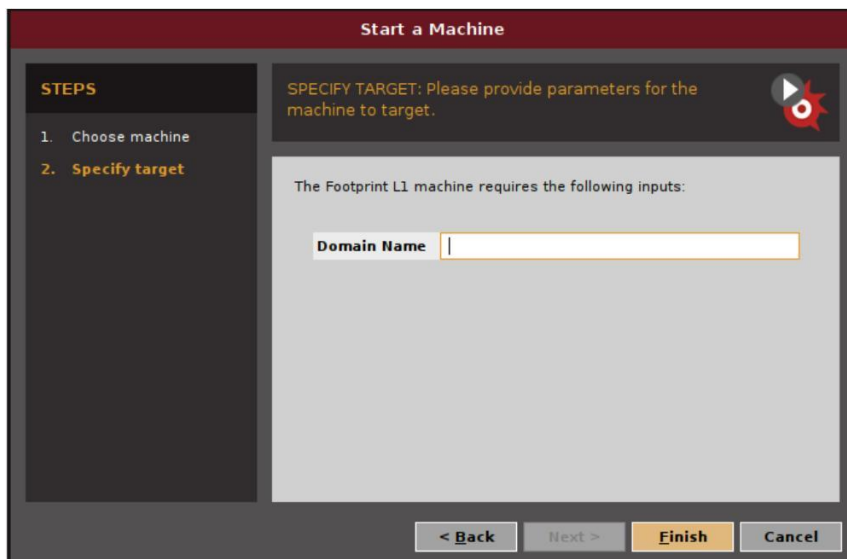 Start a Machine
STEPS
1. Choose machine
2. Specify target
SPECIFY TARGET: Please provide parameters for the
machine to target.
The Footprint L1 machine requires the following inputs:
Domain Name
< Back
Next >
Finish
Cancel